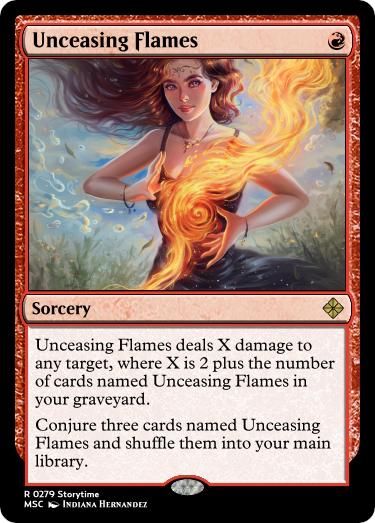 Unceasing Flames
Sorcery
Unceasing Flames deals X damage to
any target, where X is 2 plus the number
of cards named Unceasing Flames in
your graveyard.
Conjure three cards named Unceasing
Flames and shuffle them into your main
library.
R 0279 Storytime
MSC Indiana Hernandez